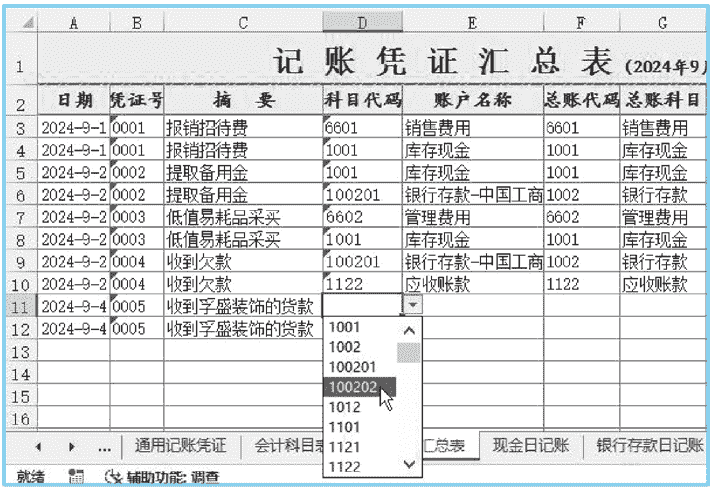 A B C D E F G
1 记 账 凭 证 汇 总 表 (2024年9
2 日期 凭证号 摘 要 科目代码 账户名称 总账代码 总账科目
3 2024-9-1 0001 报销招待费 6601 销售费用 6601 销售费用
4 2024-9-1 0001 报销招待费 1001 库存现金 1001 库存现金
5 2024-9-2 0002 提取备用金 1001 库存现金 1001 库存现金
6 2024-9-2 0002 提取备用金 100201 银行存款-中国工商 1002 银行存款
7 2024-9-2 0003 低值易耗品采买 6602 管理费用 6602 管理费用
8 2024-9-2 0003 低值易耗品采买 1001 库存现金 1001 库存现金
9 2024-9-2 0004 收到欠款 100201 银行存款-中国工商 1002 银行存款
10 2024-9-2 0004 收到欠款 1122 应收账款 1122 应收账款
11 2024-9-4 0005 收到孚盛装饰的货款
12 2024-9-4 0005 收到孚盛装饰的货款
13
14
15
16
1001
1002
100201
100202
1012
1101
1121
1122
... 通用记账凭证 会计科目表 汇总表 现金日记账 银行存款日记账
就绪 辅助功能: 调查